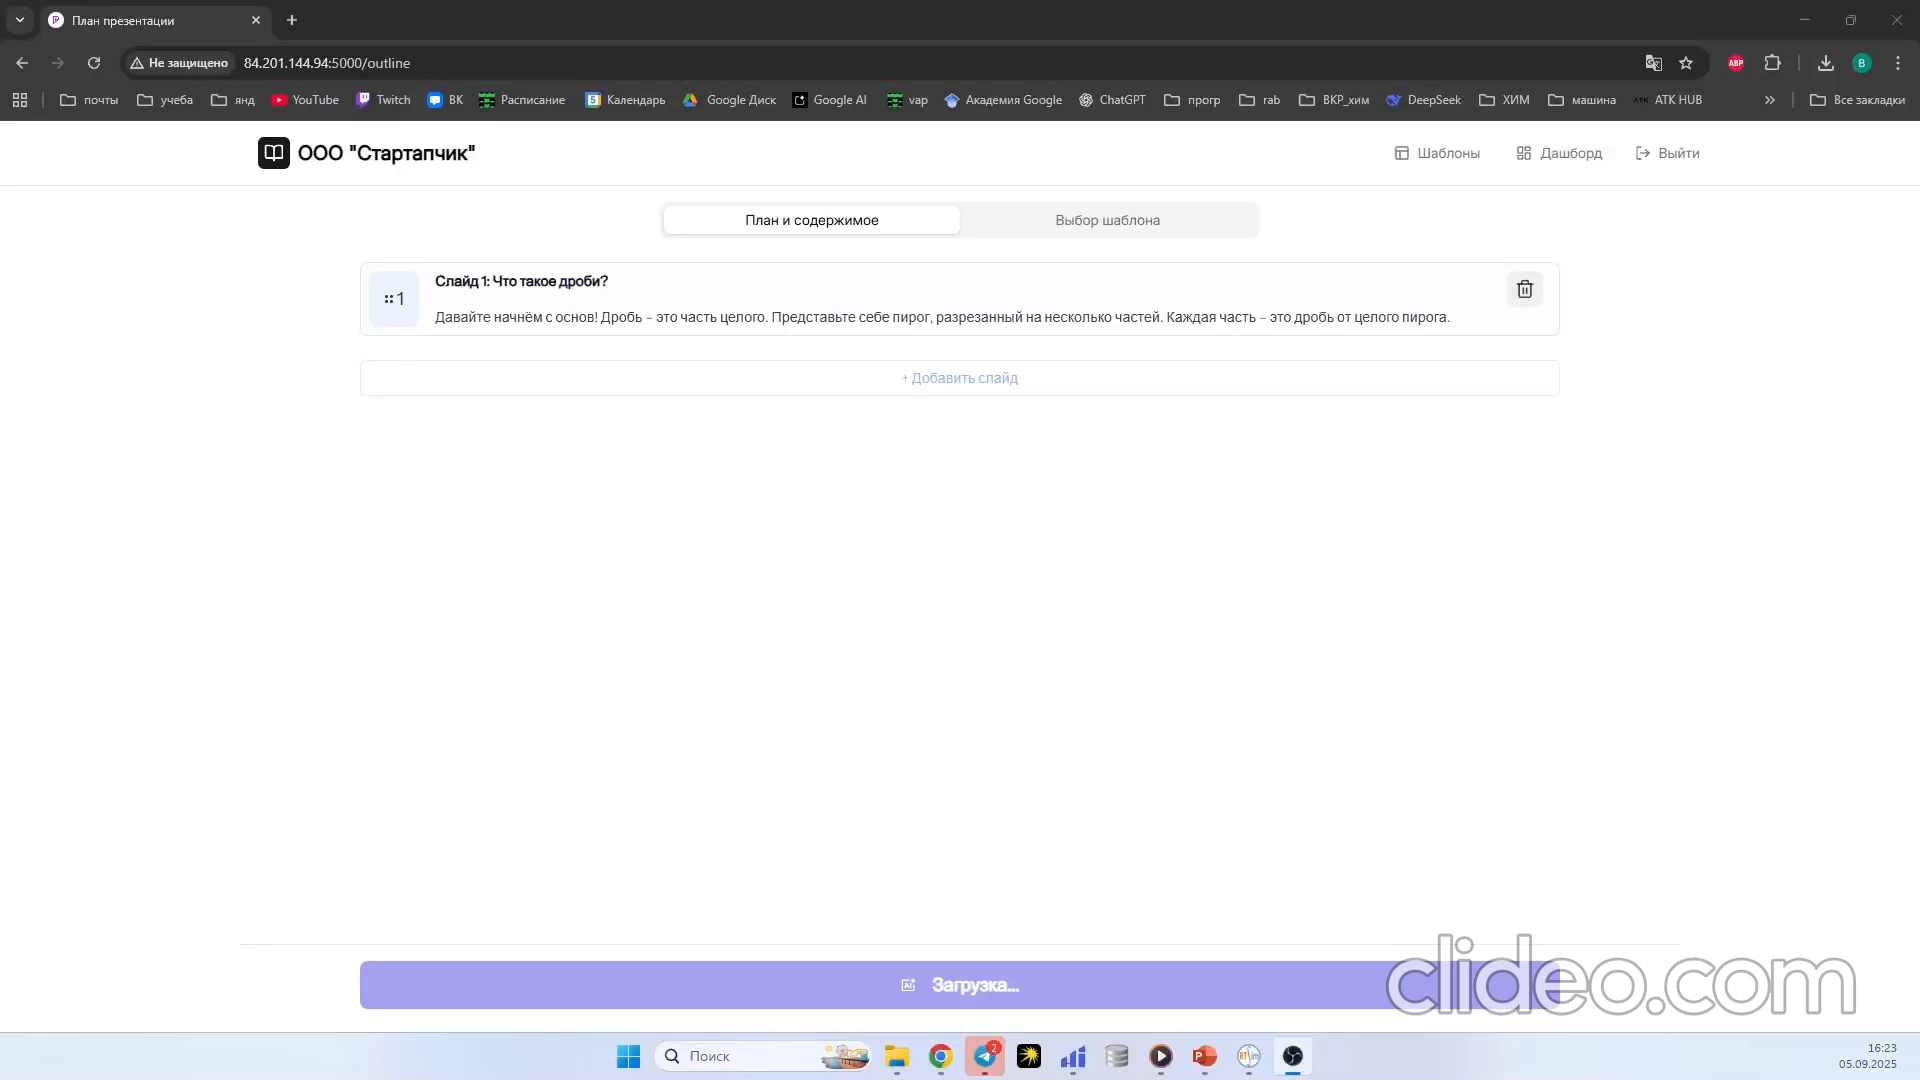 План презентации
Не защищено 84.201.144.94:5000/outline
ABP
B
почты учеба янд YouTube Twitch ВК Расписание 5 Календарь Google Диск Google AI vap Академия Google ChatGPT прогр rab ВКР_хим DeepSeek ХИМ машина АТК HUB Все закладки
ООО "Стартапчик"
Шаблоны Дашборд Выйти
План и содержимое Выбор шаблона
1
Слайд 1: Что такое дроби?
Давайте начнём с основ! Дробь – это часть целого. Представьте себе пирог, разрезанный на несколько частей. Каждая часть – это дробь от целого пирога.
+ Добавить слайд
Загрузка...
clideo.com
Поиск
2
16:23
05.09.2025